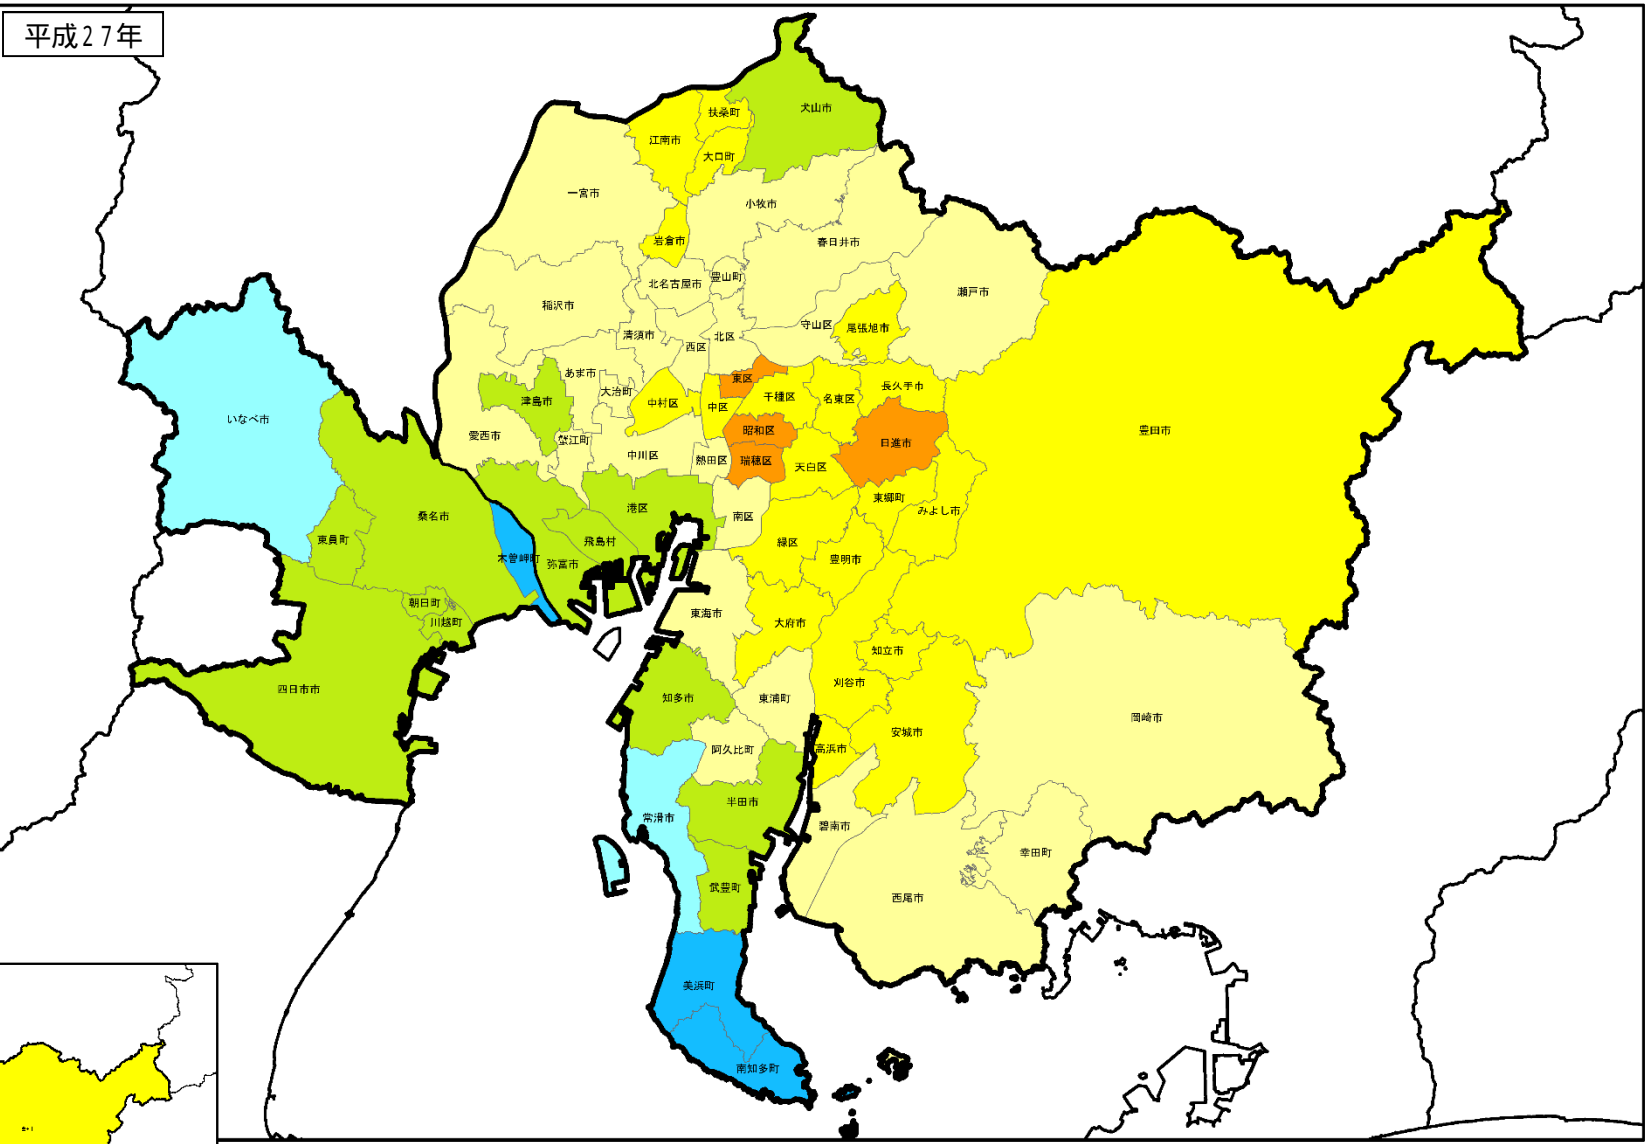 平成27年
犬山市
扶桑町
江南市
大口町
一宮市
小牧市
岩倉市
春日井市
豊山町
北名古屋市
瀬戸市
稲沢市
守山区
尾張旭市
清須市
北区
西区
あま市
東区
長久手市
大治町
千種区
名東区
津島市
中村区
中区
いなべ市
昭和区
豊田市
愛西市
蟹江町
日進市
中川区
熱田区
瑞穂区
天白区
東郷町
港区
みよし市
桑名市
南区
東員町
飛島村
緑区
木曽岬町
弥富市
豊明市
朝日町
東海市
川越町
大府市
知立市
刈谷市
四日市市
知多市
東浦町
岡崎市
安城市
阿久比町
高浜市
半田市
常滑市
碧南市
幸田町
武豊町
西尾市
美浜町
南知多町